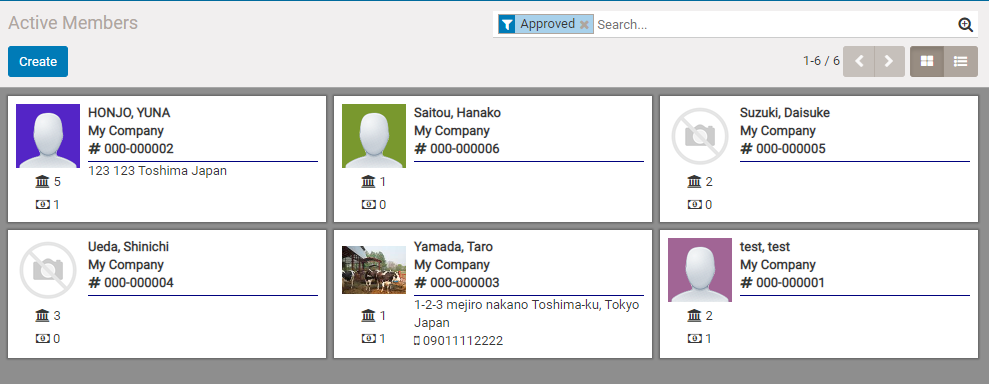 Active Members
Approved
Search...
Create
1-6 / 6
HONJO, YUNA
My Company
# 000-000002
123 123 Toshima Japan
5
1
Saitou, Hanako
My Company
# 000-000006
1
0
Suzuki, Daisuke
My Company
# 000-000005
2
0
Ueda, Shinichi
My Company
# 000-000004
3
0
Yamada, Taro
My Company
# 000-000003
1-2-3 mejiro nakano Toshima-ku, Tokyo
Japan
09011112222
1
1
test, test
My Company
# 000-000001
2
1